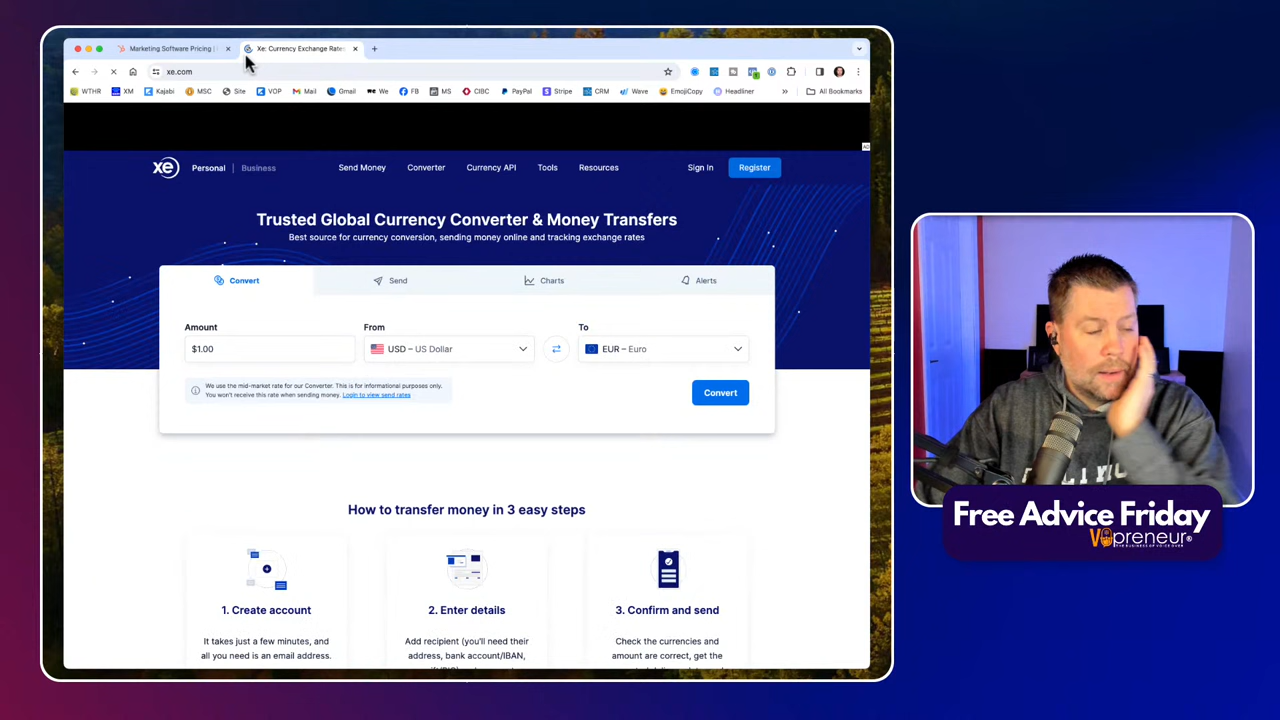 Marketing Software Pricing |
Xe: Currency Exchange Rates
xe.com
WTHR
XM
Kajabi
MSC
Site
VOP
Mail
Gmail
We
FB
MS
CIBC
PayPal
Stripe
CRM
Wave
EmojiCopy
Headliner
»
All Bookmarks
xe
Personal | Business
Send Money
Converter
Currency API
Tools
Resources
Sign In
Register
Trusted Global Currency Converter & Money Transfers
Best source for currency conversion, sending money online and tracking exchange rates
Convert
Send
Charts
Alerts
Amount
From
To
$1.00
USD – US Dollar
EUR – Euro
We use the mid-market rate for our Converter. This is for informational purposes only.
You won't receive this rate when sending money. Login to view send rates
Convert
How to transfer money in 3 easy steps
1. Create account
2. Enter details
3. Confirm and send
It takes just a few minutes, and
all you need is an email address.
Add recipient (you'll need their
address, bank account/IBAN,
Check the currencies and
amount are correct, get the
Free Advice Friday
Vopreneur®
THE BUSINESS OF VOICE OVER